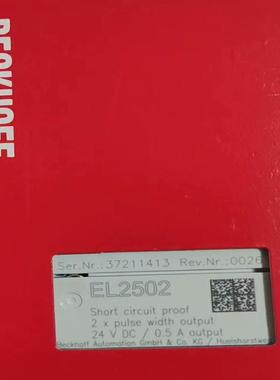 BECKHOFF
Ser.Nr.:37211413 Rev.Nr.:0026
EL2502
Short circuit proof
2 x pulse width output
24 V DC / 0.5 A output
Beckhoff Automation GmbH & Co. KG / Huelshorstwe